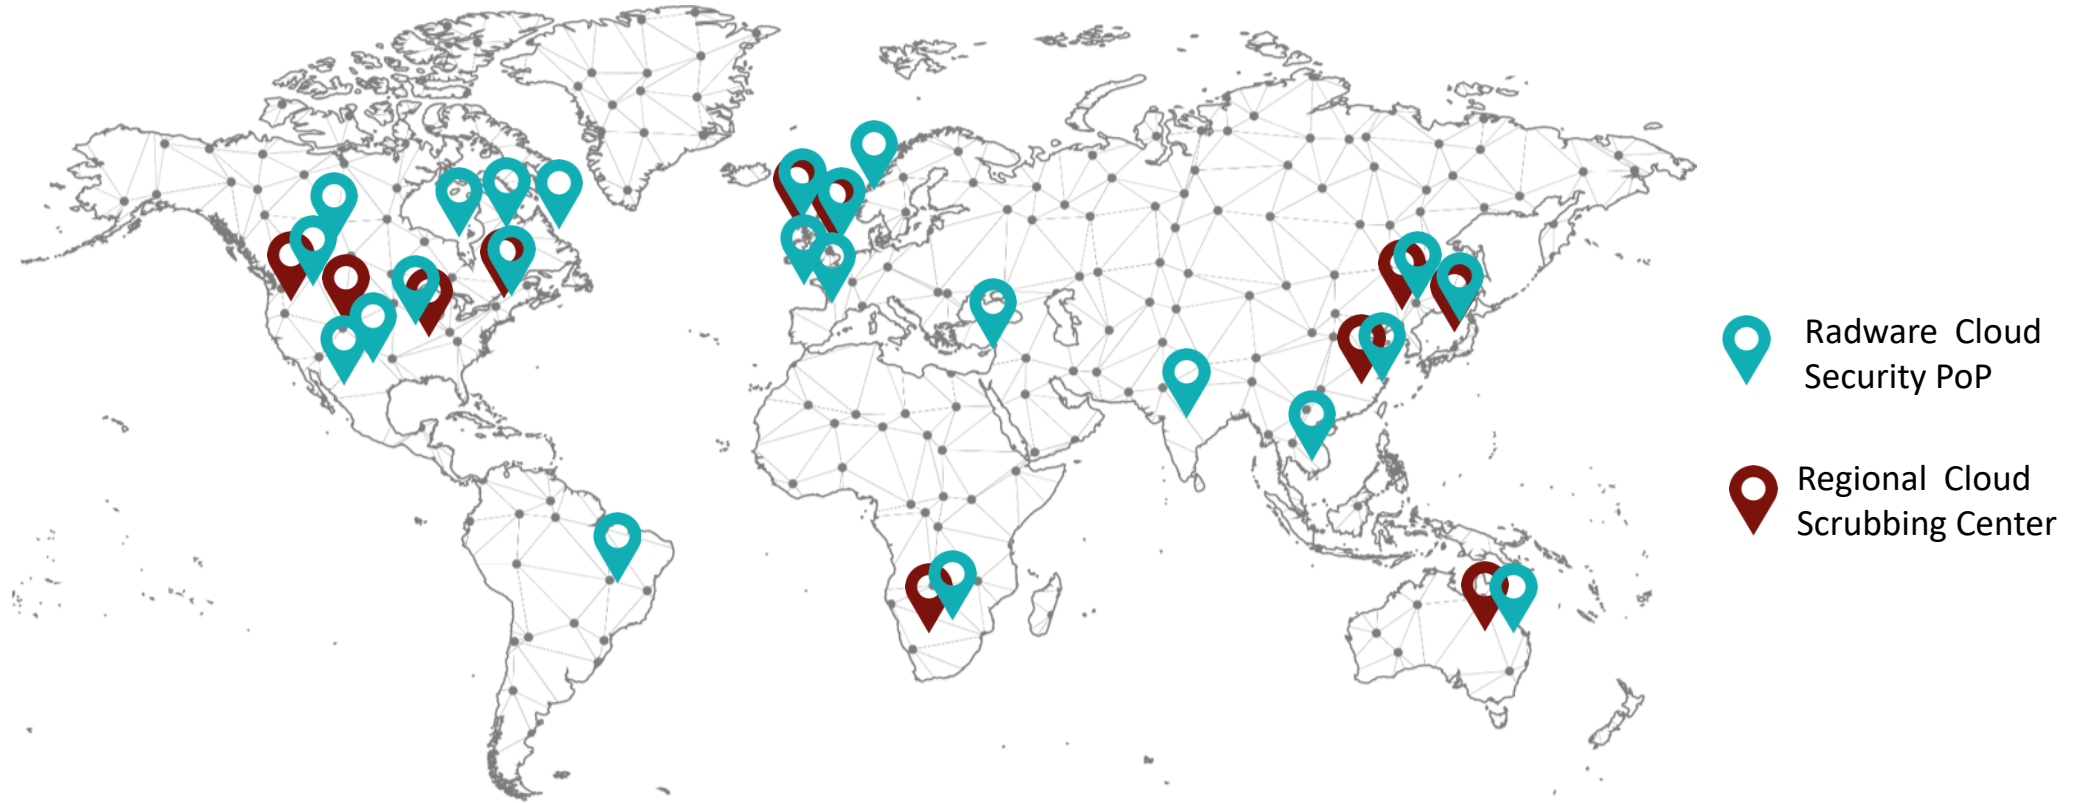 Radware Cloud
Security PoP
Regional Cloud
Scrubbing Center